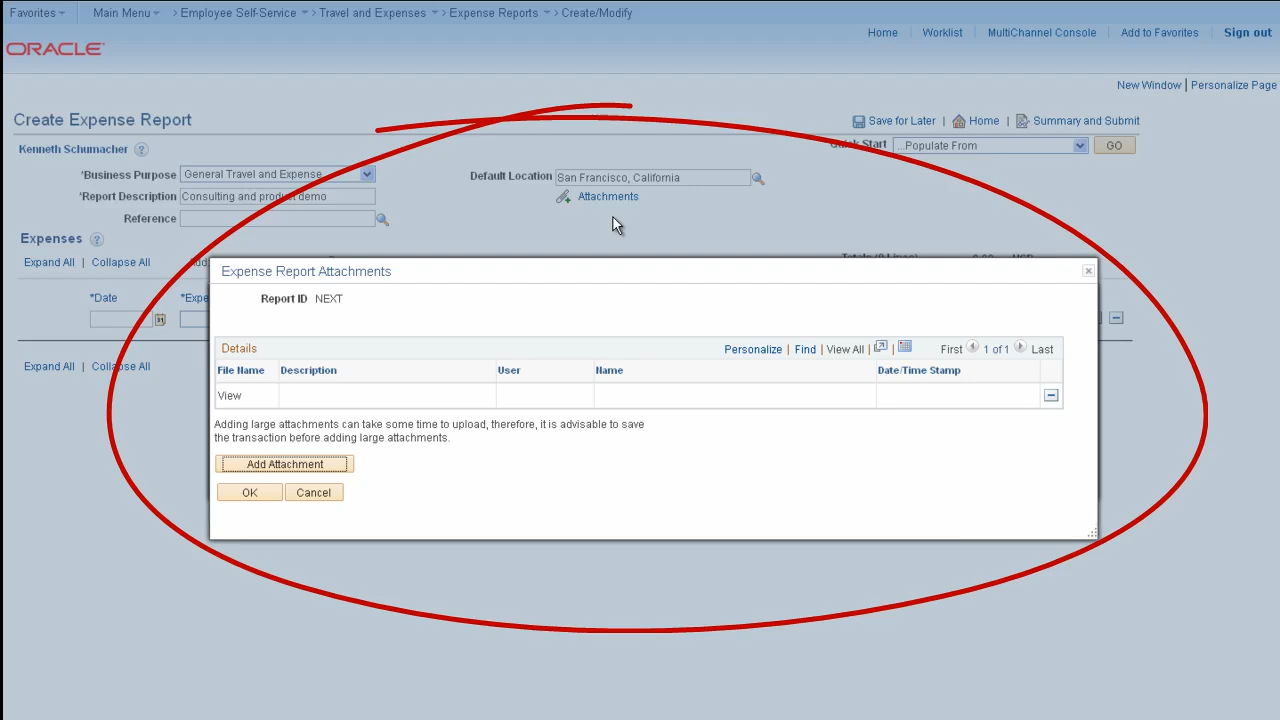 Favorites Main Menu > Employee Self-Service > Travel and Expenses > Expense Reports > Create/Modify
Home Worklist MultiChannel Console Add to Favorites Sign out
ORACLE
New Window | Personalize Page
Create Expense Report
Save for Later | Home | Summary and Submit
Kenneth Schumacher ?
Quick Start ...Populate From GO
*Business Purpose General Travel and Expense
Default Location San Francisco, California
*Report Description Consulting and product demo
Attachments
Reference
Expenses ?
Expand All | Collapse All
Expense Report Attachments
*Date
Report ID NEXT
Details
Personalize | Find | View All | | First 1 of 1 Last
File Name Description User Name Date/Time Stamp
View
Expand All | Collapse All
Adding large attachments can take some time to upload, therefore, it is advisable to save
the transaction before adding large attachments.
Add Attachment
OK Cancel